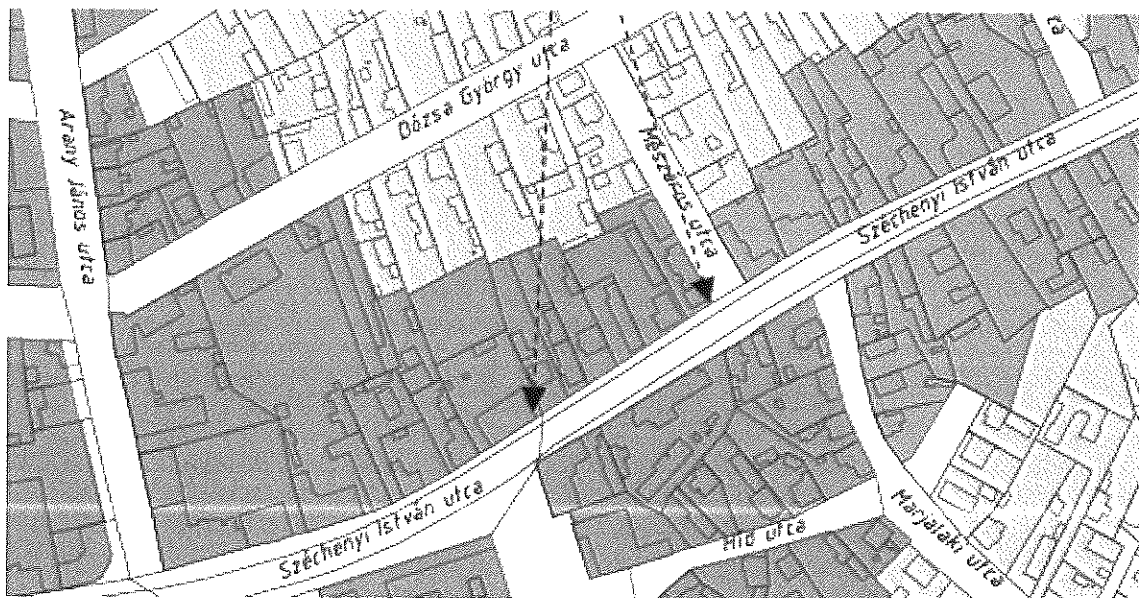 Dózsa György utca
Arany János utca
Mészáros utca
Széchenyi István utca
Széchenyi István utca
Híd utca
Marjalaki utca